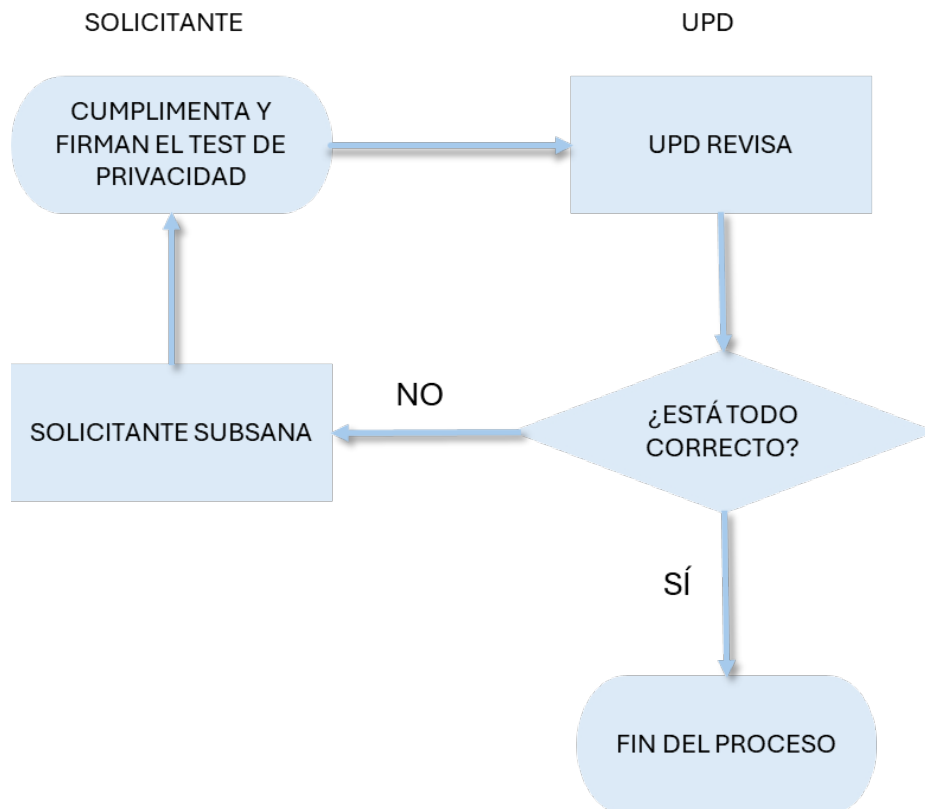 SOLICITANTE
UPD
CUMPLIMENTA Y
FIRMAN EL TEST DE
PRIVACIDAD
UPD REVISA
SOLICITANTE SUBSANA
NO
¿ESTÁ TODO
CORRECTO?
SÍ
FIN DEL PROCESO